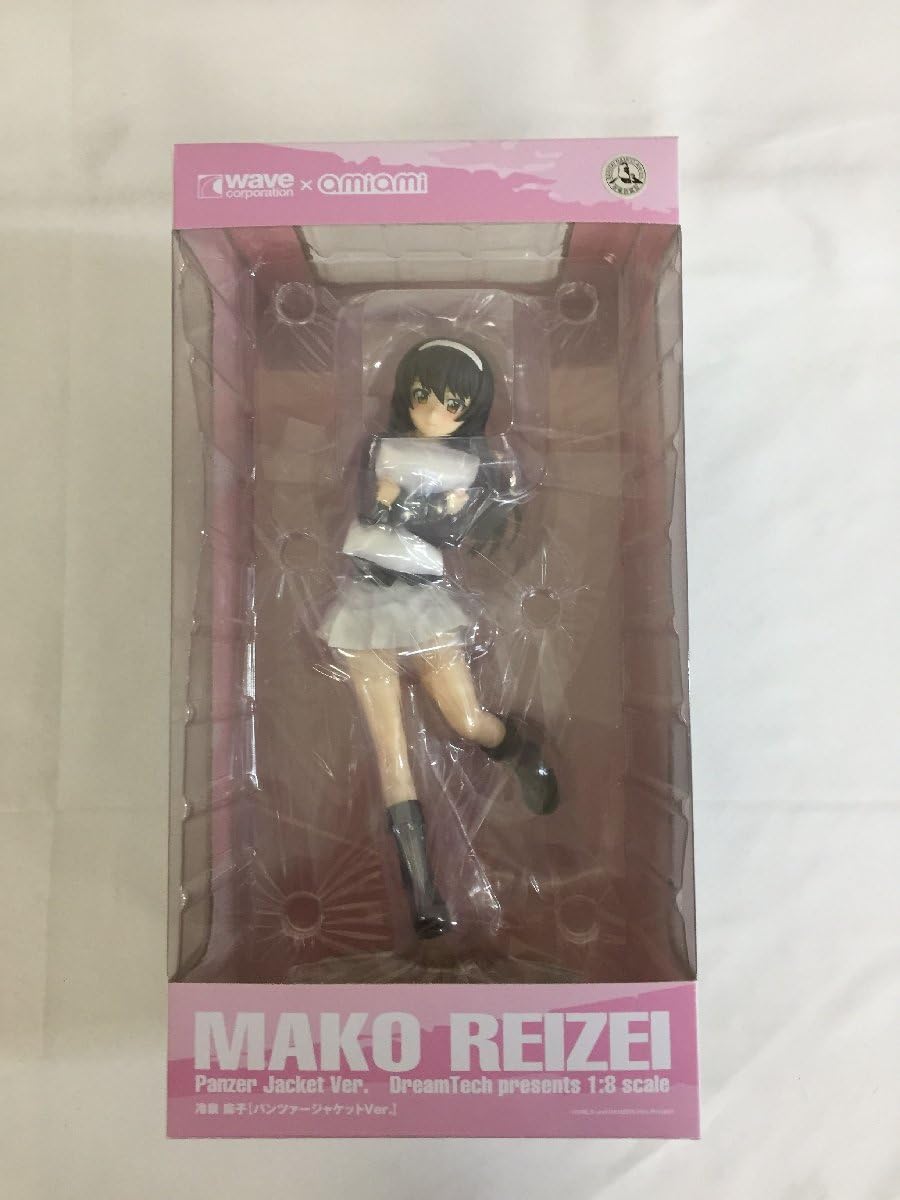 wave corporation × amiami
MAKO REIZEI
Panzer Jacket Ver. DreamTech presents 1:8 scale
冷泉 麻子[パンツァージャケットVer.]